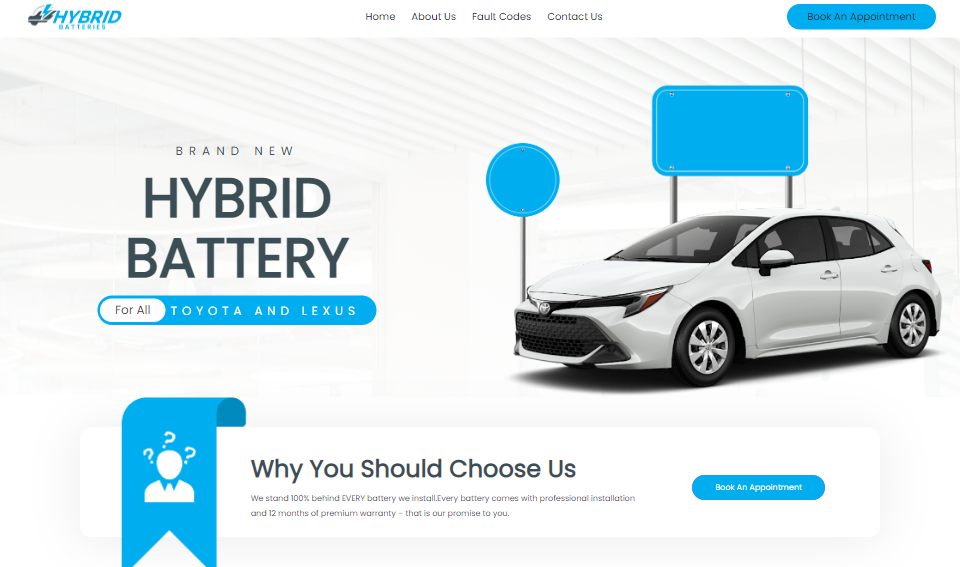 HYBRID
BATTERIES
Home About Us Fault Codes Contact Us
Book An Appointment
BRAND NEW
HYBRID
BATTERY
For All TOYOTA AND LEXUS
Why You Should Choose Us
We stand 100% behind EVERY battery we install.Every battery comes with professional installation
and 12 months of premium warranty – that is our promise to you.
Book An Appointment